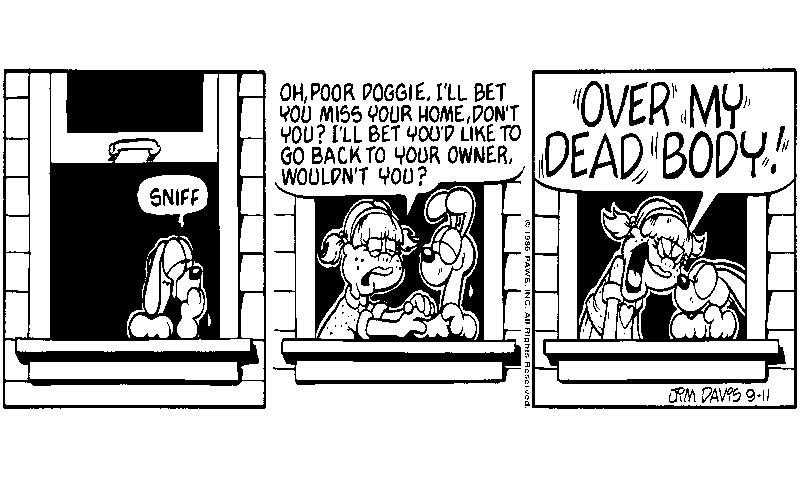 SNIFF
OH, POOR DOGGIE. I'LL BET
YOU MISS YOUR HOME, DON'T
YOU? I'LL BET YOU'D LIKE TO
GO BACK TO YOUR OWNER,
WOULDN'T YOU?
© 1986 PAWS, INC. All Rights Reserved.
OVER MY
DEAD BODY!
JIM DAVIS 9-11